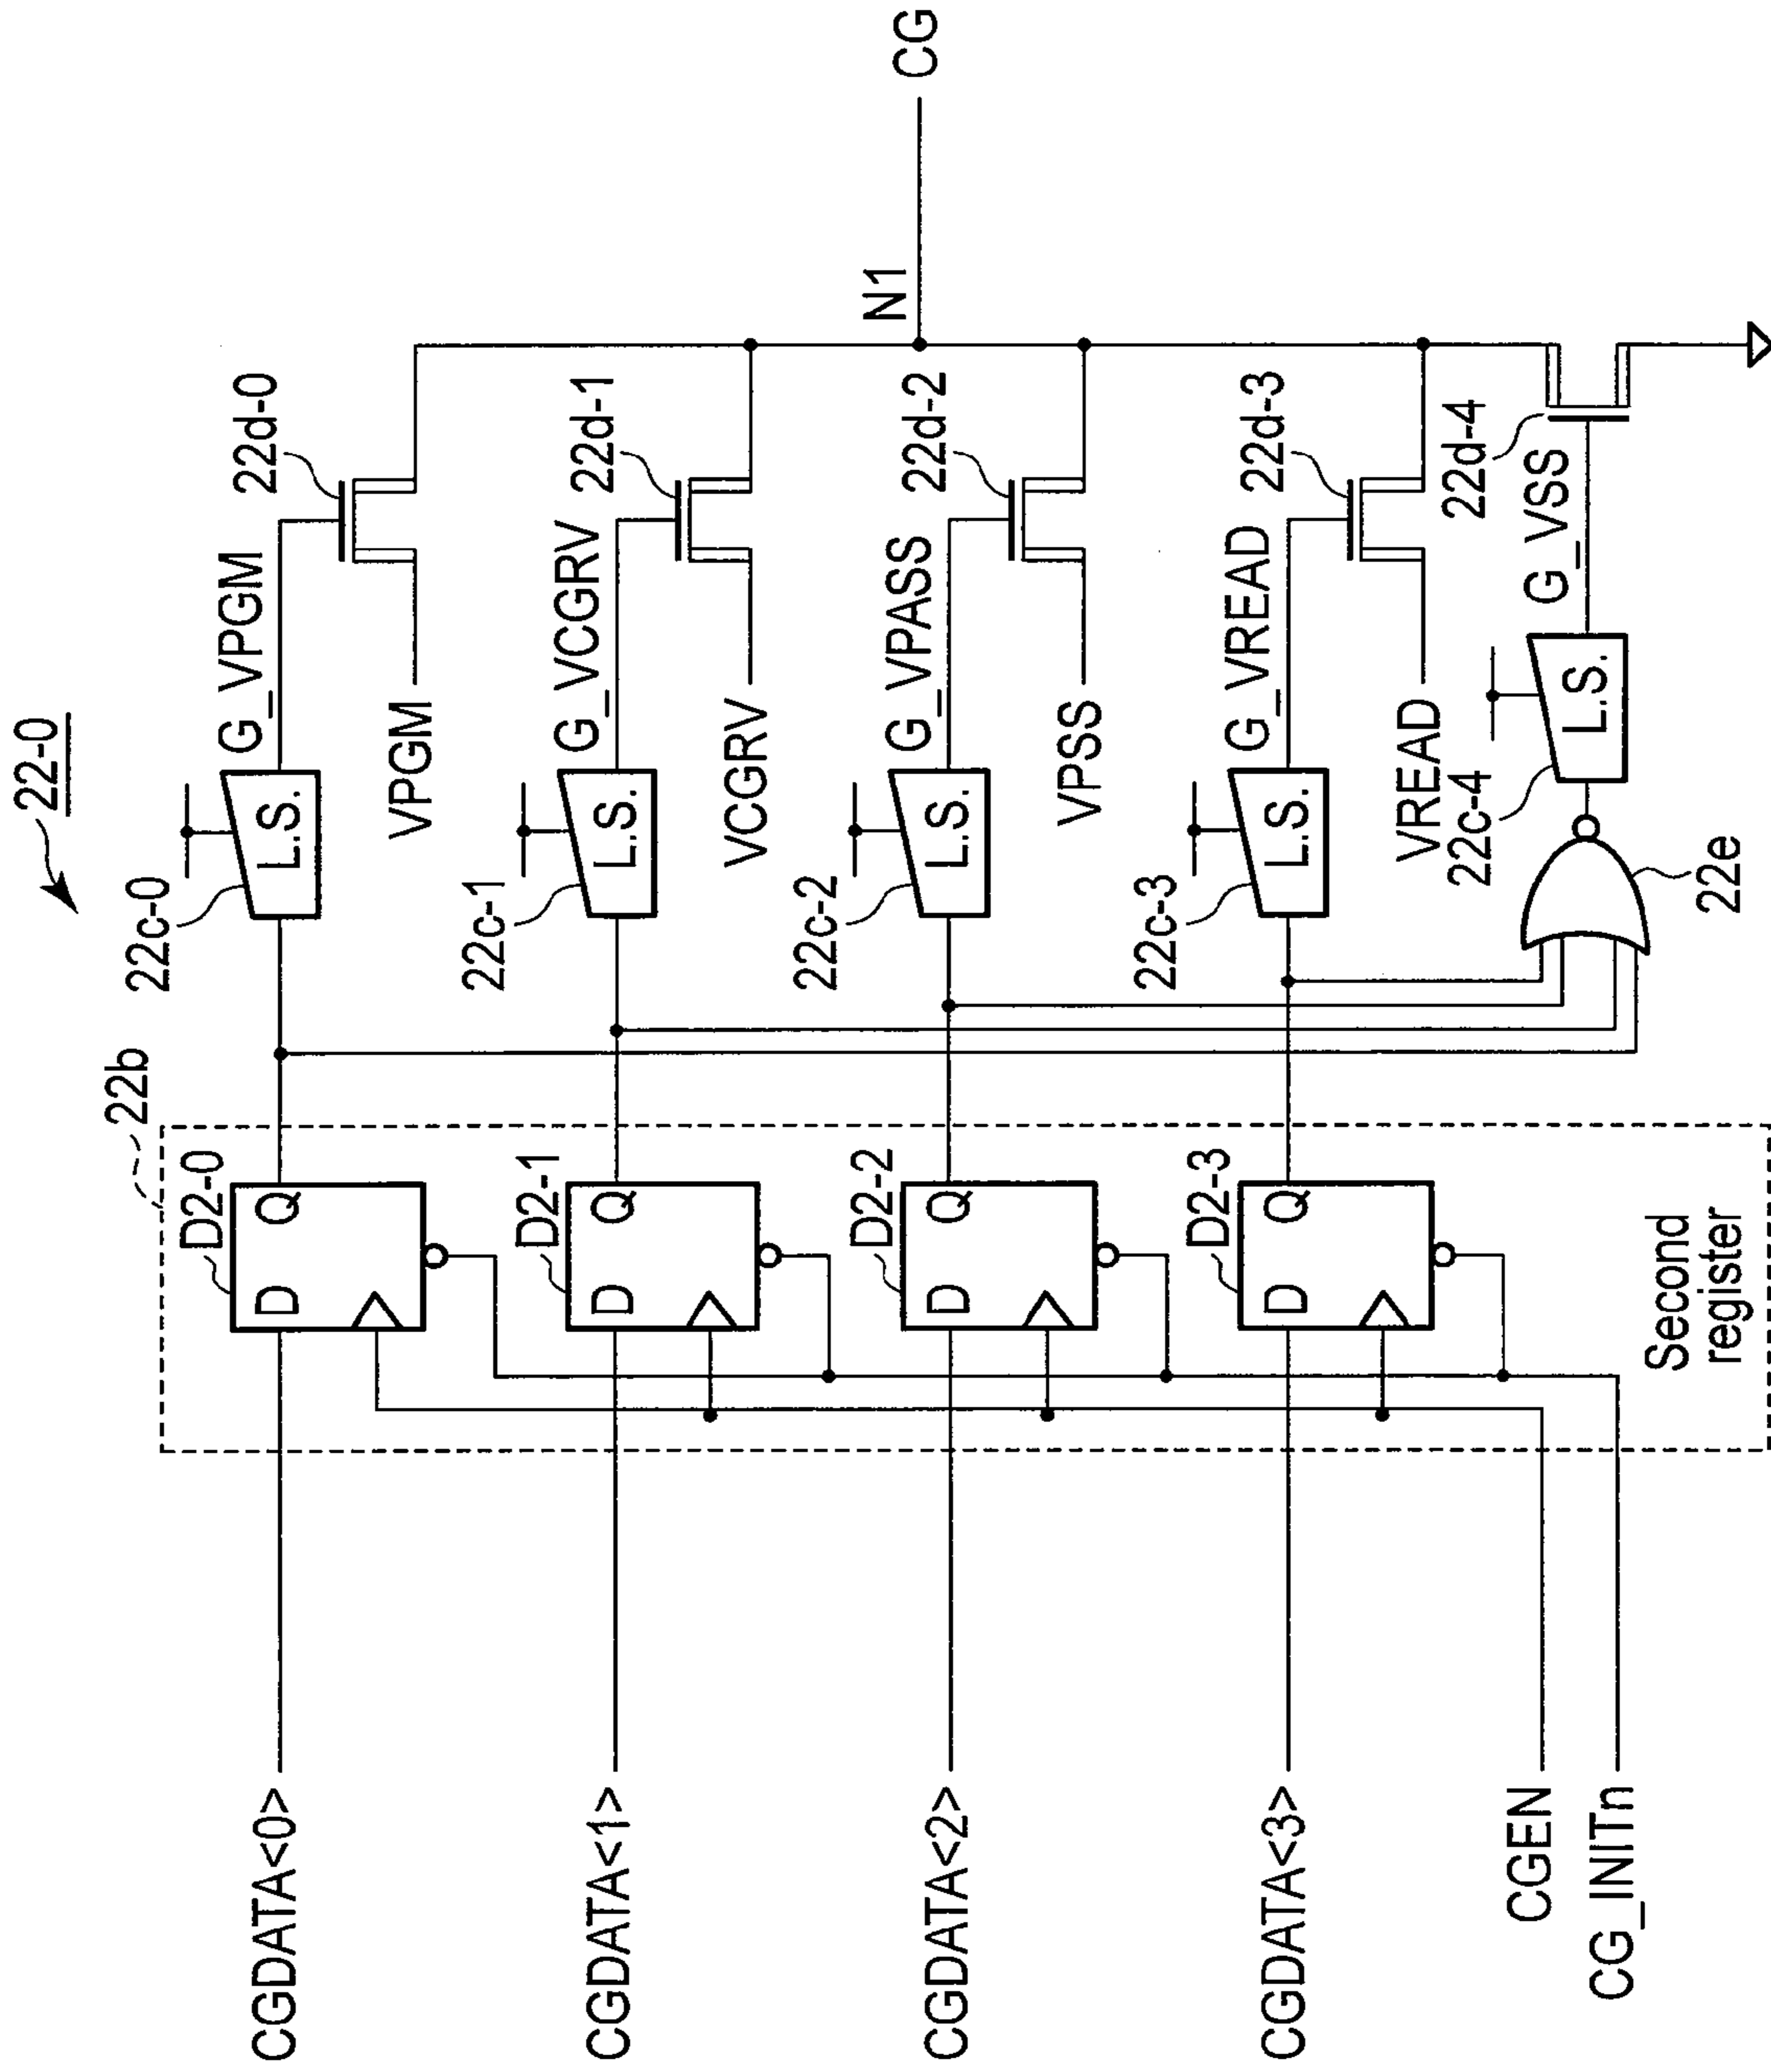 22-0
22b
D2-0
D
Q
22c-0
L.S.
G_VPGM
22d-0
VPGM
CGDATA<0>
D2-1
D
Q
22c-1
L.S.
G_VCGRV
22d-1
VCGRV
CGDATA<1>
N1
CG
D2-2
D
Q
22c-2
L.S.
G_VPASS
22d-2
VPSS
CGDATA<2>
D2-3
D
Q
22c-3
L.S.
G_VREAD
22d-3
VREAD
CGDATA<3>
22c-4
L.S.
G_VSS
22d-4
22e
CGEN
CG_INITn
Second
register